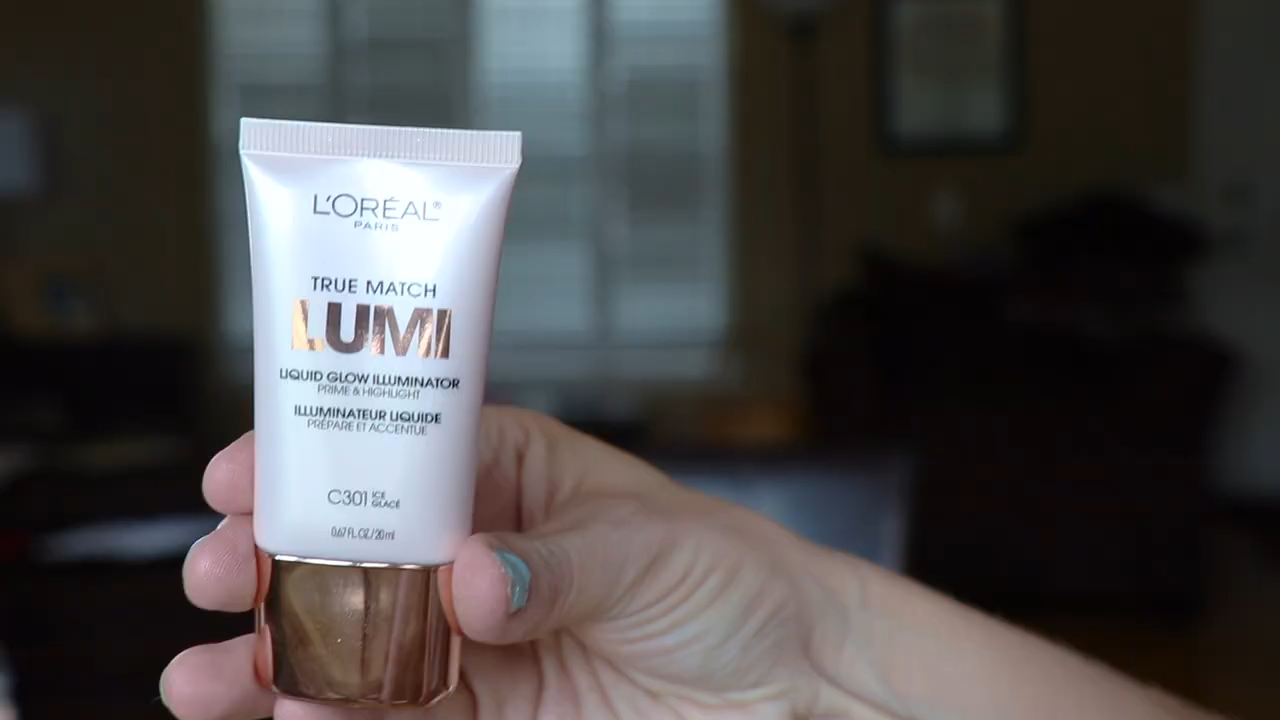 L'ORÉAL®
PARIS
TRUE MATCH
LUMI
LIQUID GLOW ILLUMINATOR
PRIME & HIGHLIGHT
ILLUMINATEUR LIQUIDE
PRÉPARE ET ACCENTUE
C301 ICE
GLACÉ
0.67 FL. OZ./20 ml